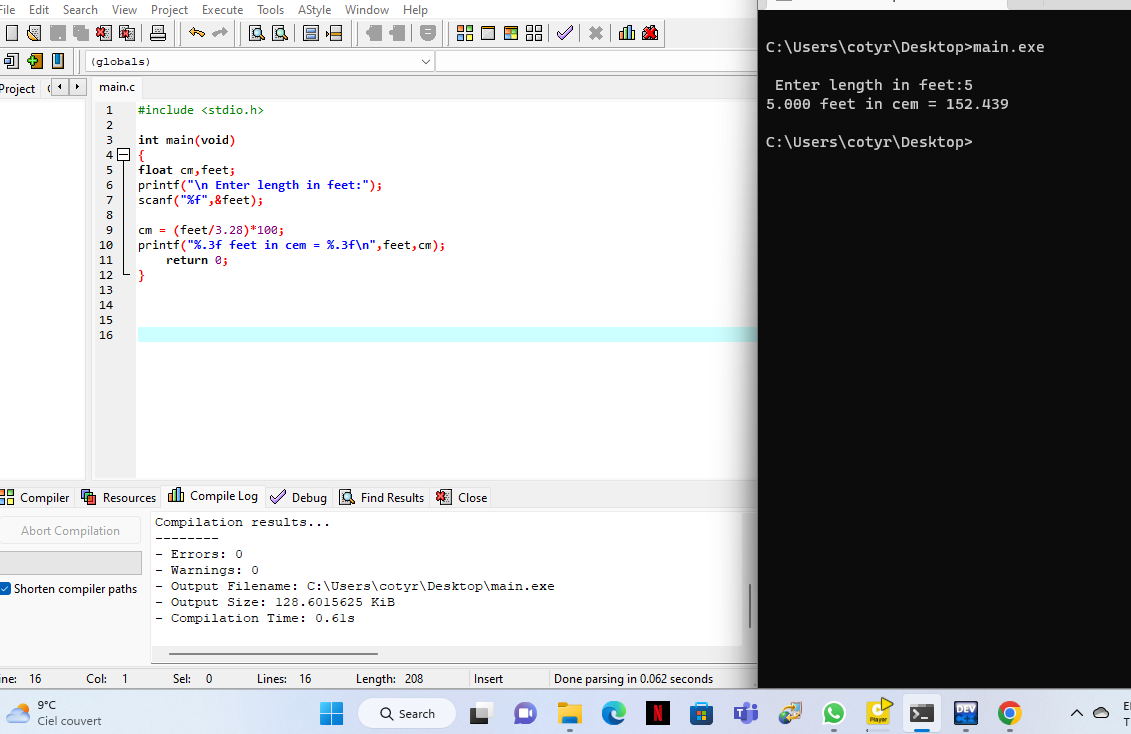 File Edit Search View Project Execute Tools AStyle Window Help
(globals)
Project
main.c
1 #include <stdio.h>
2
3 int main(void)
4 {
5 float cm,feet;
6 printf("\n Enter length in feet:");
7 scanf("%f",&feet);
8
9 cm = (feet/3.28)*100;
10 printf("%.3f feet in cem = %.3f\n",feet,cm);
11 return 0;
12 }
13
14
15
16
Compiler Resources Compile Log Debug Find Results Close
Abort Compilation
Shorten compiler paths
Compilation results...
--------
- Errors: 0
- Warnings: 0
- Output Filename: C:\Users\cotyr\Desktop\main.exe
- Output Size: 128.6015625 KiB
- Compilation Time: 0.61s
ine: 16 Col: 1 Sel: 0 Lines: 16 Length: 208 Insert Done parsing in 0.062 seconds
C:\Users\cotyr\Desktop>main.exe
Enter length in feet:5
5.000 feet in cem = 152.439
C:\Users\cotyr\Desktop>
9°C
Ciel couvert
Search
N
Player
DEV